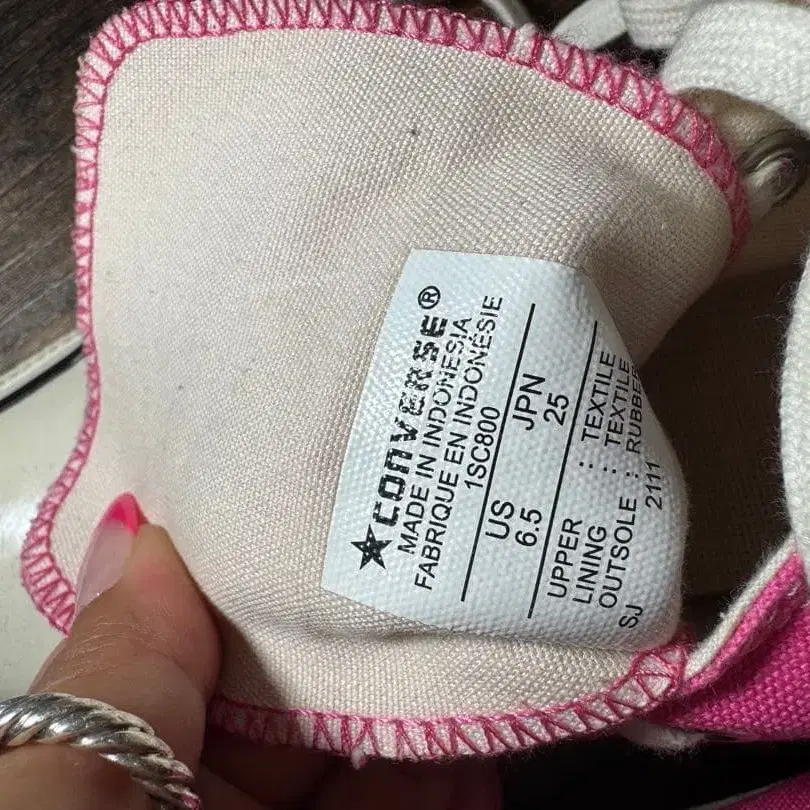 ★CONVERSE®
MADE IN INDONESIA
FABRIQUE EN INDONÉSIE
1SC800
US JPN
6.5 25
UPPER : TEXTILE
LINING : TEXTILE
OUTSOLE : RUBBER
SJ 2111